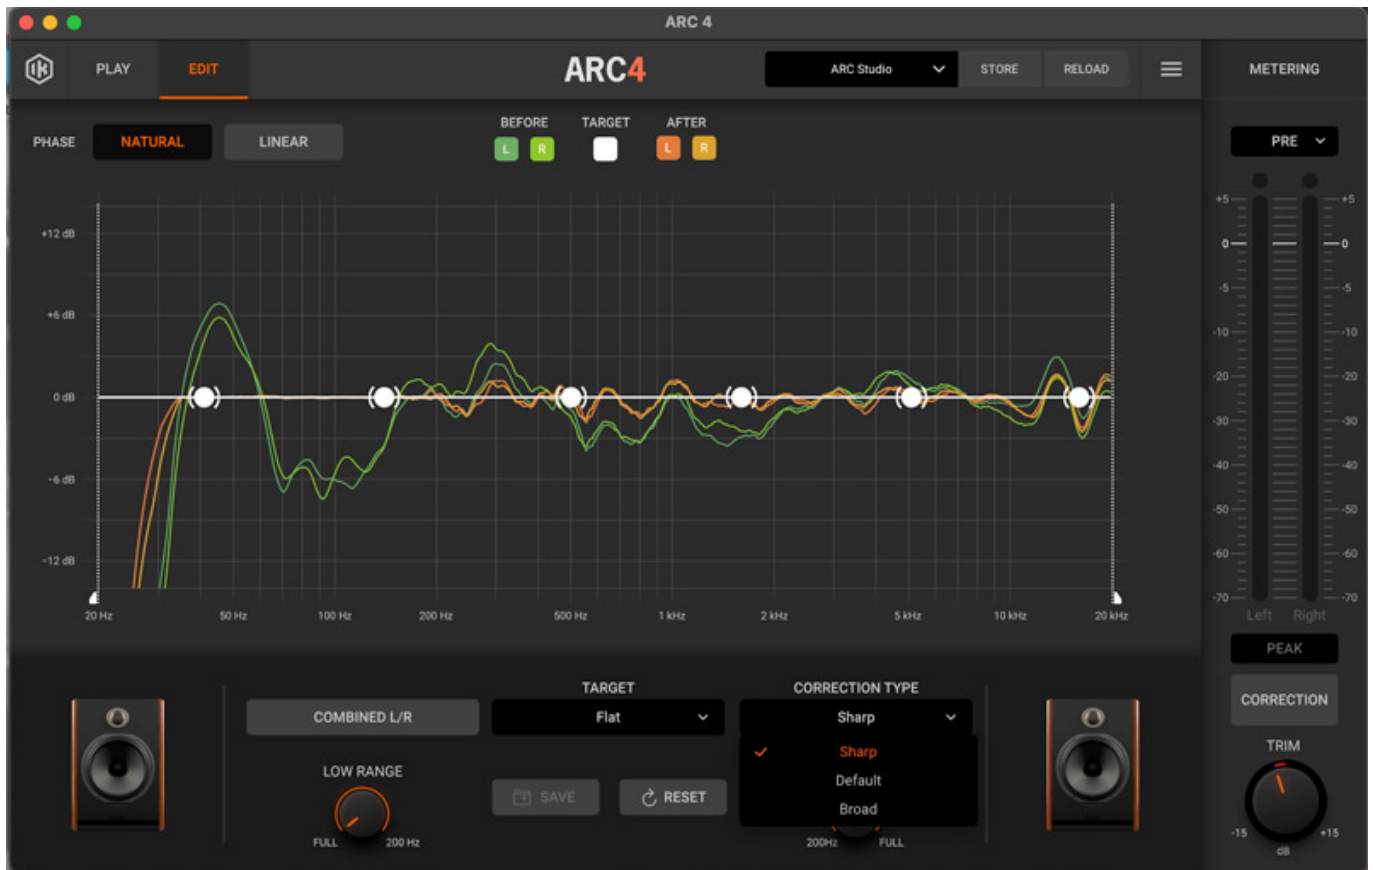 ARC 4
IK
PLAY
EDIT
ARC4
ARC Studio
STORE
RELOAD
METERING
PHASE
NATURAL
LINEAR
BEFORE
TARGET
AFTER
L
R
L
R
PRE
+12 dB
+6 dB
0 dB
-6 dB
-12 dB
20 Hz
50 Hz
100 Hz
200 Hz
500 Hz
1 kHz
2 kHz
5 kHz
10 kHz
20 kHz
+5
+5
0
0
-5
-5
-10
-10
-20
-20
-30
-30
-40
-40
-50
-50
-60
-60
-70
-70
Left
Right
PEAK
CORRECTION
TRIM
-15
+15
dB
COMBINED L/R
TARGET
Flat
CORRECTION TYPE
Sharp
Sharp
Default
Broad
LOW RANGE
FULL
200 Hz
SAVE
RESET
200Hz
FULL